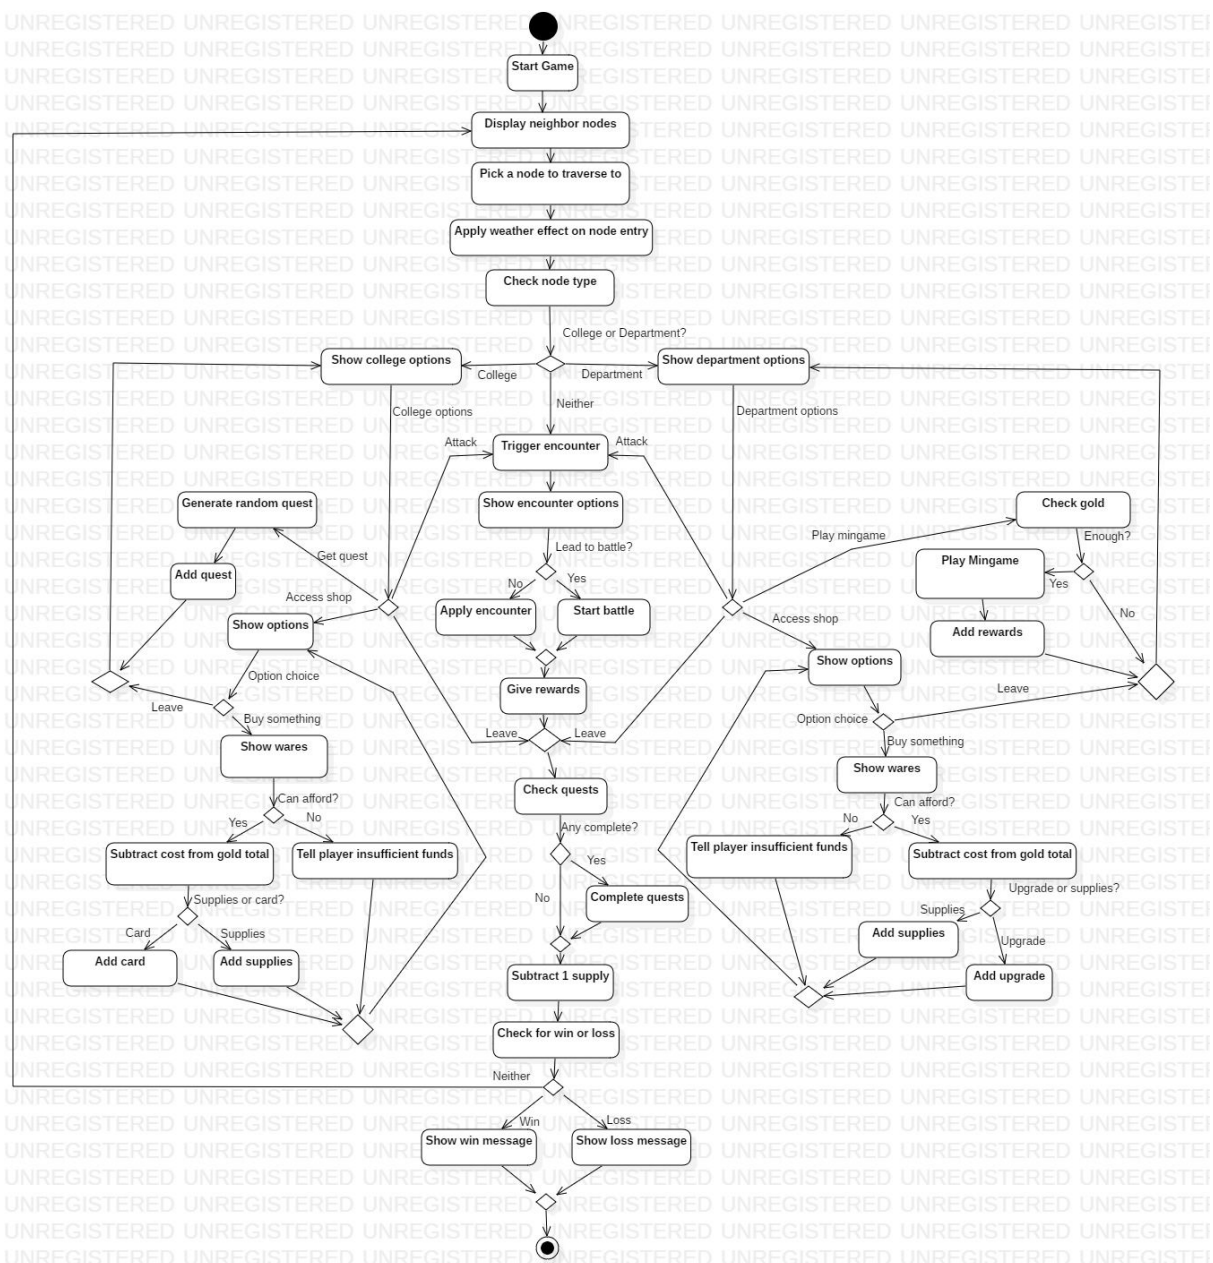 UNREGISTERED
Start Game
Display neighbor nodes
Pick a node to traverse to
Apply weather effect on node entry
Check node type
College or Department?
Show college options
Show department options
College
Department
Neither
College options
Department options
Attack
Trigger encounter
Attack
Generate random quest
Show encounter options
Check gold
Play mingame
Enough?
Lead to battle?
Get quest
Play Mingame
Add quest
No
Yes
Yes
Access shop
Apply encounter
Start battle
No
Access shop
Show options
Add rewards
Show options
Option choice
Give rewards
Leave
Leave
Option choice
Buy something
Leave
Leave
Buy something
Show wares
Show wares
Check quests
Can afford?
Can afford?
Yes
No
Any complete?
No
Yes
Subtract cost from gold total
Tell player insufficient funds
Tell player insufficient funds
Subtract cost from gold total
Yes
Upgrade or supplies?
Supplies or card?
No
Complete quests
Supplies
Card
Supplies
Add supplies
Upgrade
Add card
Add supplies
Subtract 1 supply
Add upgrade
Check for win or loss
Neither
Win
Loss
Show win message
Show loss message